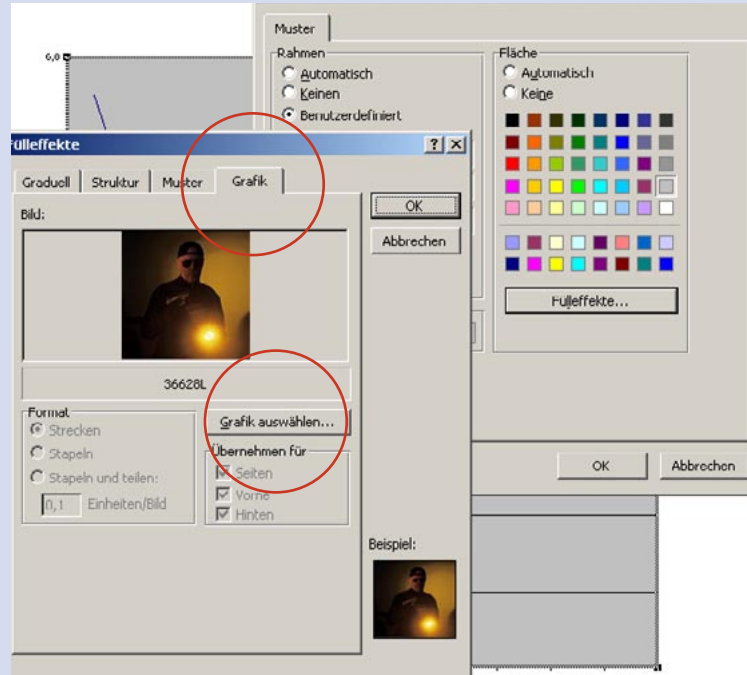 6,0
Muster
Rahmen
Automatisch
Keinen
Benutzerdefiniert
Fläche
Automatisch
Keine
Fülleffekte...
OK
Abbrechen
Fülleffekte
Graduell Struktur Muster Grafik
OK
Abbrechen
Bild:
36628L
Grafik auswählen...
Format
Strecken
Stapeln
Stapeln und teilen:
0,1 Einheiten/Bild
Übernehmen für
Seiten
Vorne
Hinten
Beispiel: